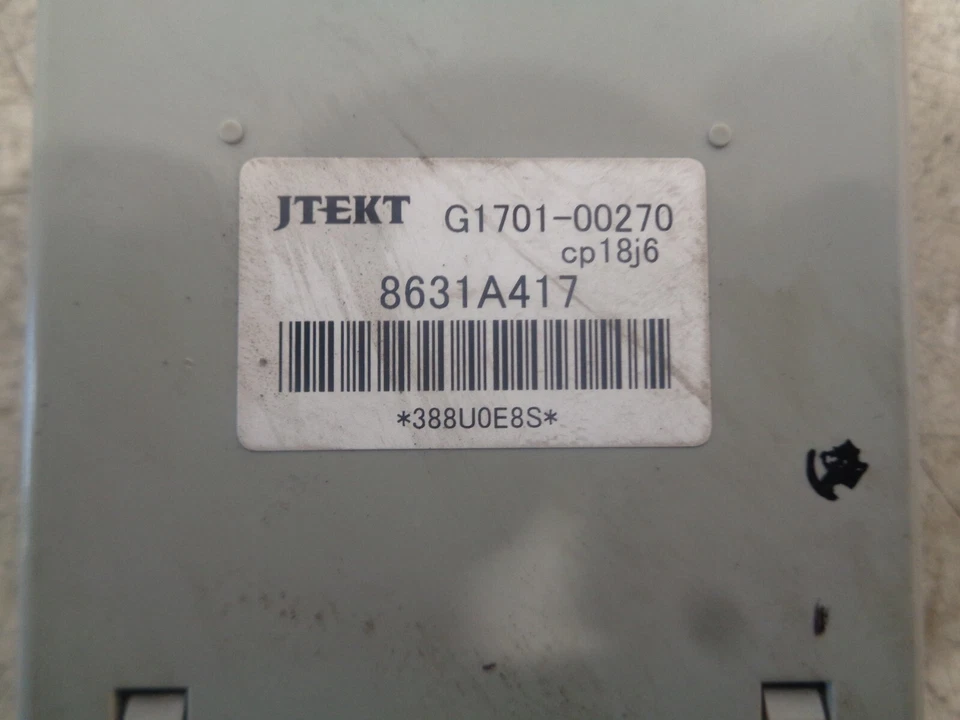 JTEKT G1701-00270
cp18j6
8631A417
*388U0E8S*